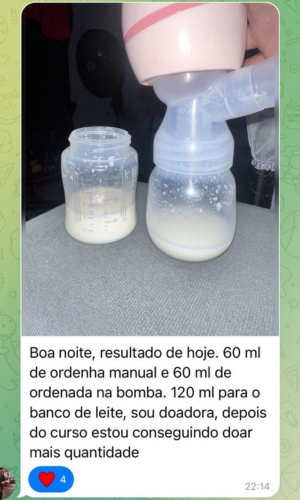 Boa noite, resultado de hoje. 60 ml
de ordenha manual e 60 ml de
ordenada na bomba. 120 ml para o
banco de leite, sou doadora, depois
do curso estou conseguindo doar
mais quantidade
4
22:14